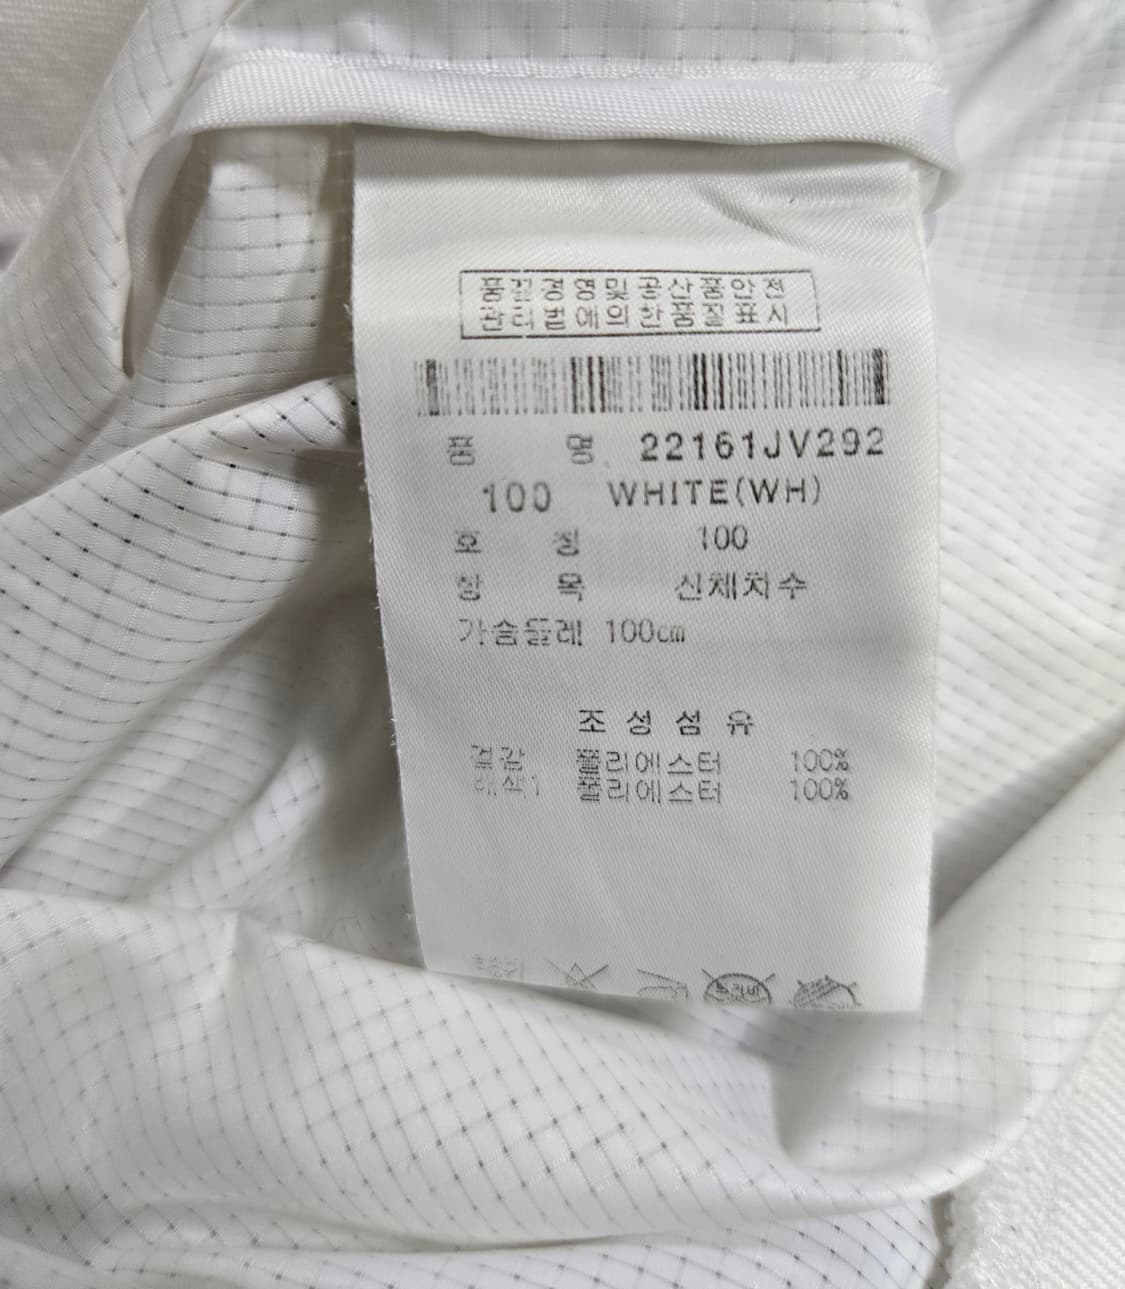 품질경영및공산품안전
관리법에의한품질표시
품 명 22161JV292
100 WHITE(WH)
호 칭 100
항 목 신체치수
가슴둘레 100㎝
조성섬유
겉감 폴리에스터 100%
배색1 폴리에스터 100%